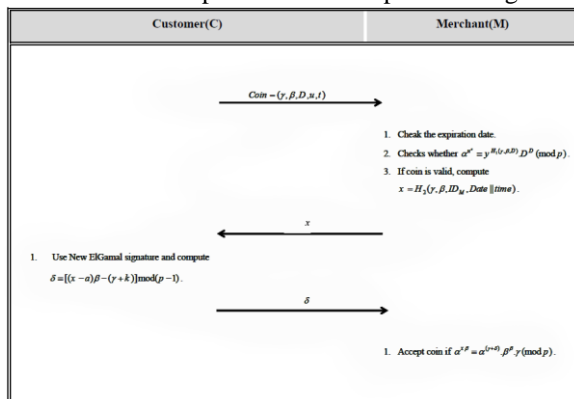 Customer(C) Merchant(M)
Coin = (γ, β, D, u, t)
1. Cheak the expiration date.
2. Checks whether = y^{H_1(γ,β,D)} D^D (mod p).
3. If coin is valid, compute
x = H_2(γ, β, ID_M, Date || time).
x
1. Use New ElGamal signature and compute
δ = [(x − a)β − (γ + k)] mod(p − 1).
δ
1. Accept coin if α^{xβ} = α^{(γ+δ)}.β^β.γ (mod p).